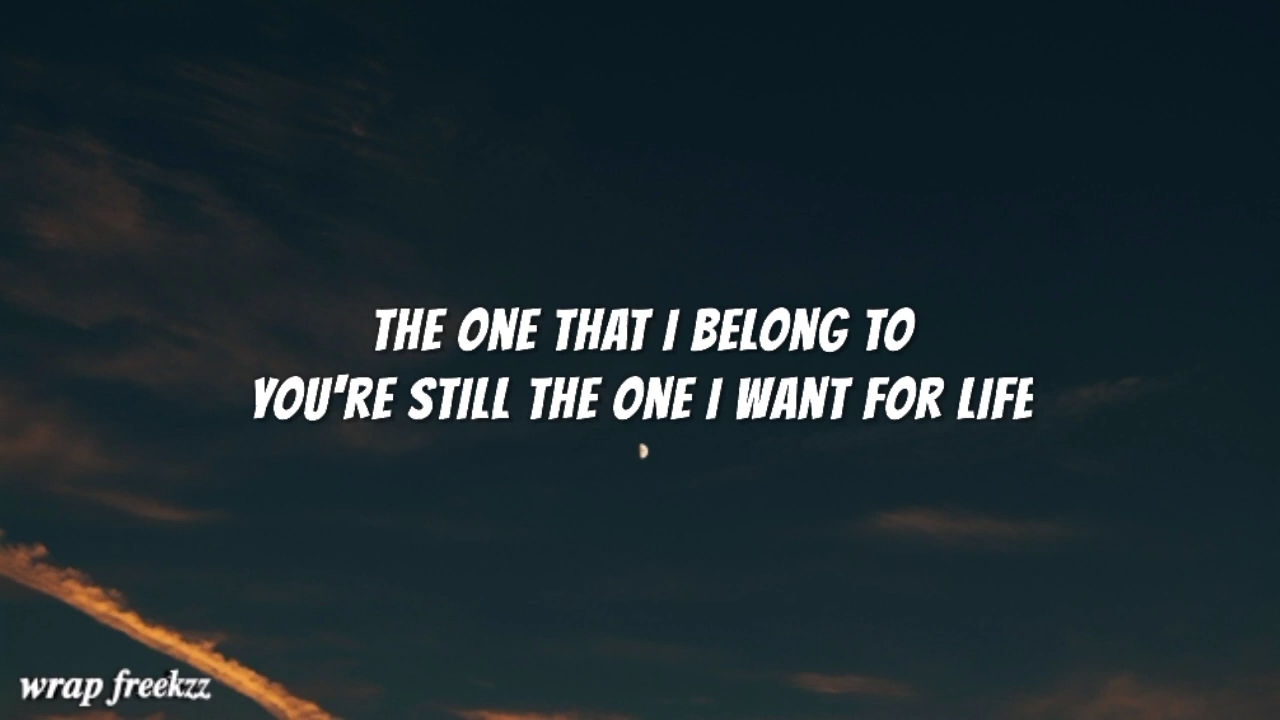 THE ONE THAT I BELONG TO
YOU'RE STILL THE ONE I WANT FOR LIFE
wrap freekzz